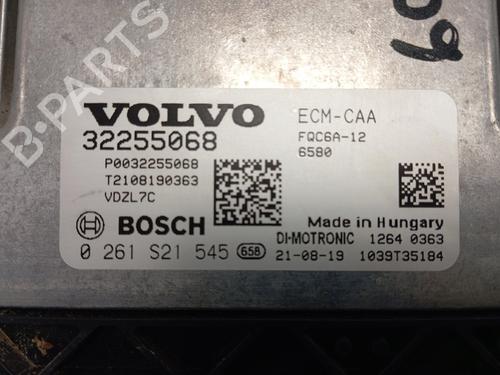 VOLVO
32255068
P0032255068
T2108190363
VDZL7C
ECM-CAA
FQC6A-12
6580
BOSCH
Made in Hungary
DI-MOTRONIC 1264 0363
0 261 S21 545 658 21-08-19 1039T35184
B-PARTS